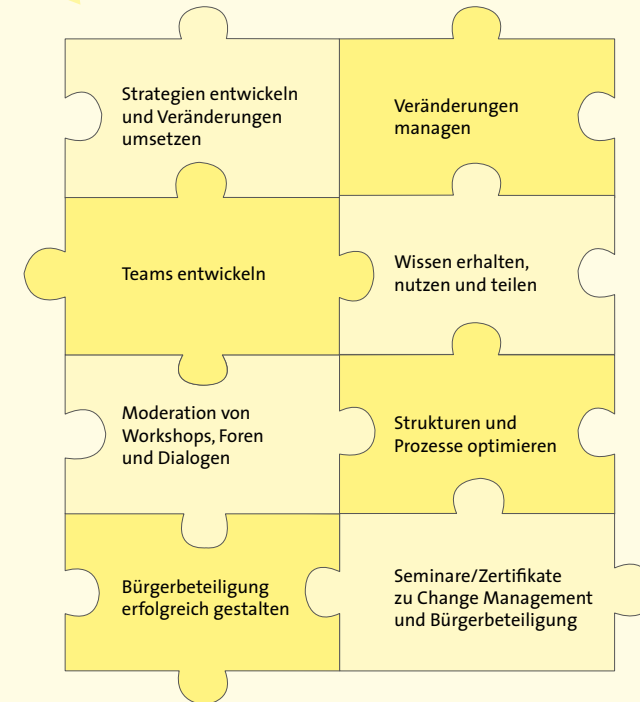 Strategien entwickeln
und Veränderungen
umsetzen
Veränderungen
managen
Teams entwickeln
Wissen erhalten,
nutzen und teilen
Moderation von
Workshops, Foren
und Dialogen
Strukturen und
Prozesse optimieren
Bürgerbeteiligung
erfolgreich gestalten
Seminare/Zertifikate
zu Change Management
und Bürgerbeteiligung